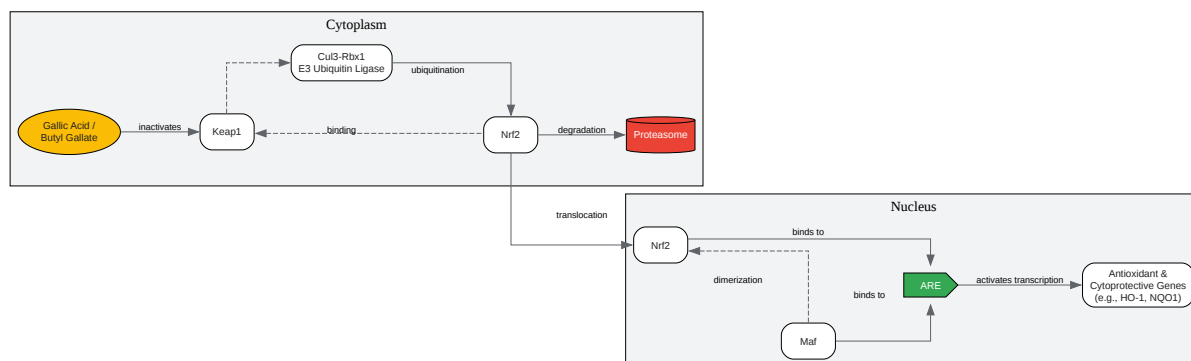 Cytoplasm
Cul3-Rbx1
E3 Ubiquitin Ligase
ubiquitination
Gallic Acid /
Butyl Gallate
inactivates
Keap1
binding
Nrf2
degradation
Proteasome
translocation
Nucleus
Nrf2
binds to
dimerization
binds to
ARE
activates transcription
Antioxidant &
Cytoprotective Genes
(e.g., HO-1, NQO1)
Maf